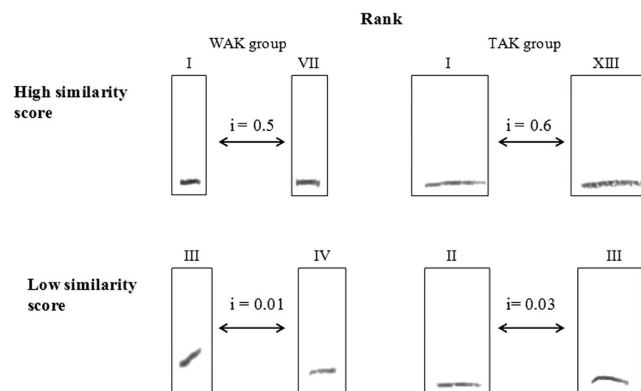 Rank
WAK group TAK group
I VII I XIII
High similarity
score
i = 0.5 i = 0.6
III IV II III
Low similarity
score
i = 0.01 i= 0.03